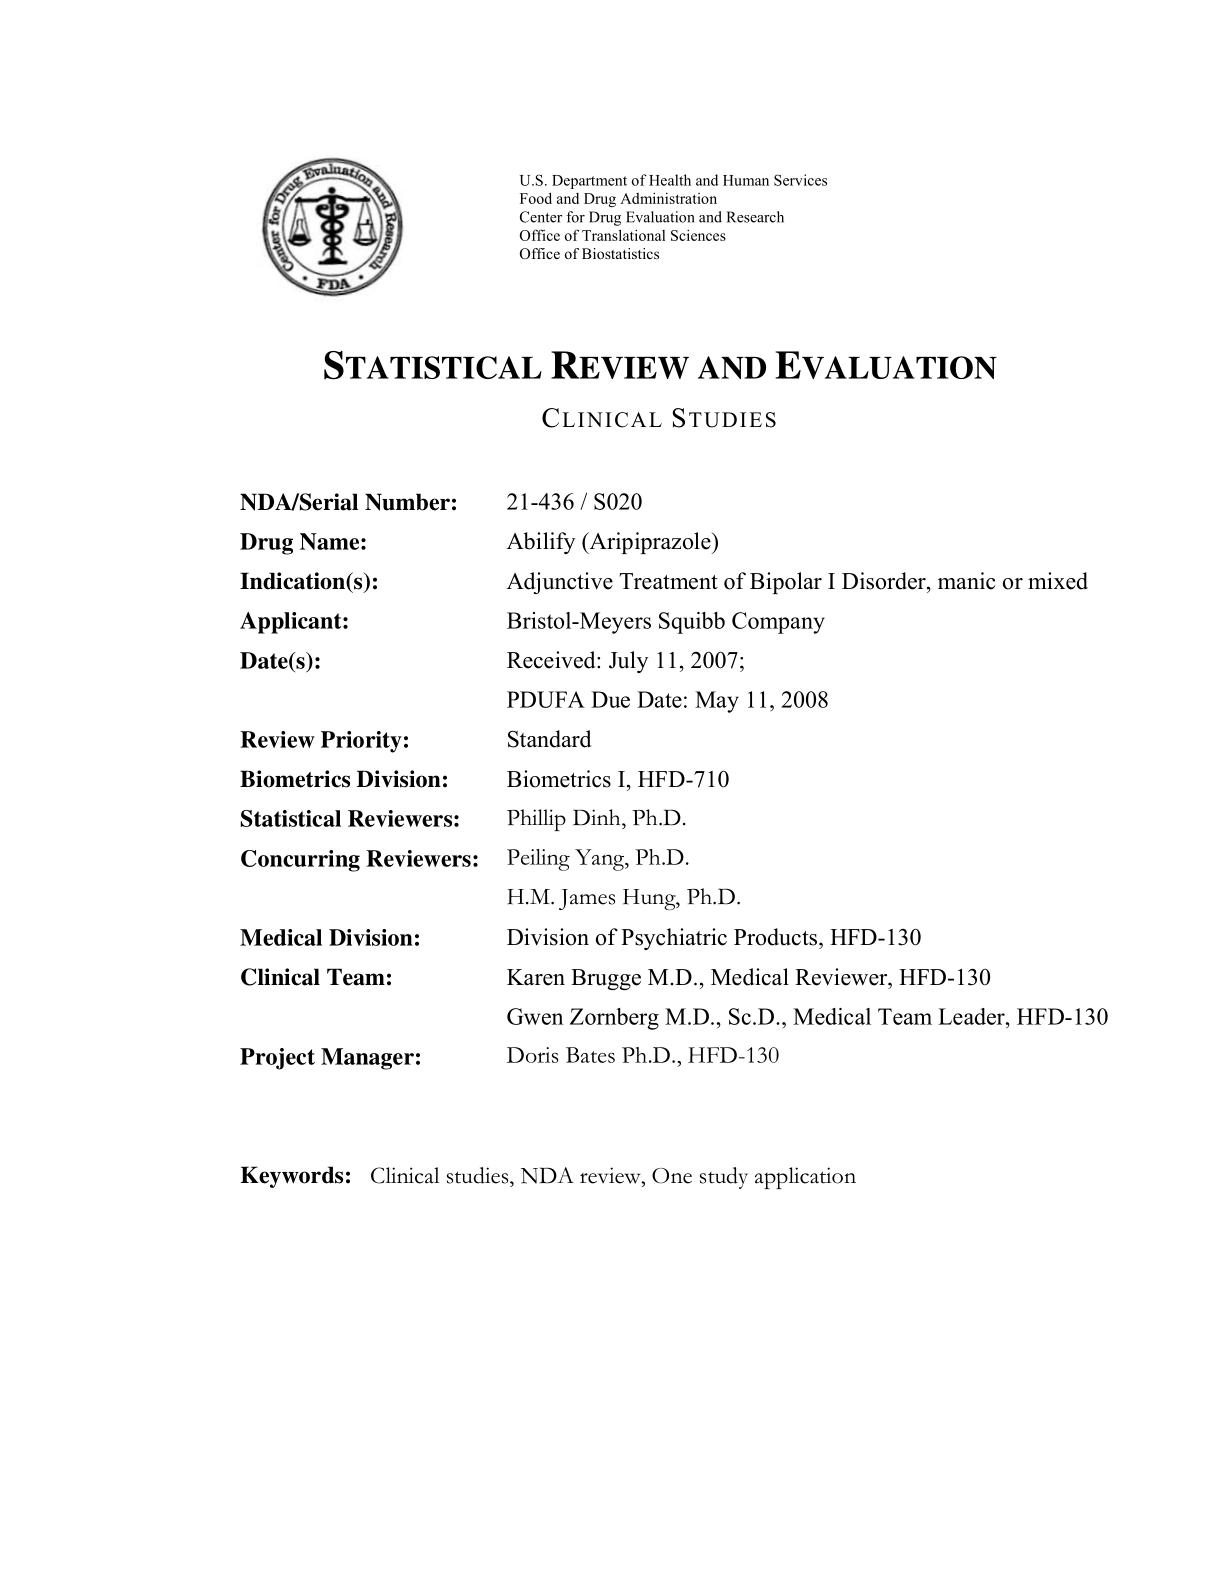 Center for Drug Evaluation and Research
• FDA •
U.S. Department of Health and Human Services
Food and Drug Administration
Center for Drug Evaluation and Research
Office of Translational Sciences
Office of Biostatistics
STATISTICAL REVIEW AND EVALUATION
CLINICAL STUDIES
NDA/Serial Number: 21-436 / S020
Drug Name: Abilify (Aripiprazole)
Indication(s): Adjunctive Treatment of Bipolar I Disorder, manic or mixed
Applicant: Bristol-Meyers Squibb Company
Date(s): Received: July 11, 2007;
PDUFA Due Date: May 11, 2008
Review Priority: Standard
Biometrics Division: Biometrics I, HFD-710
Statistical Reviewers: Phillip Dinh, Ph.D.
Concurring Reviewers: Peiling Yang, Ph.D.
H.M. James Hung, Ph.D.
Medical Division: Division of Psychiatric Products, HFD-130
Clinical Team: Karen Brugge M.D., Medical Reviewer, HFD-130
Gwen Zornberg M.D., Sc.D., Medical Team Leader, HFD-130
Project Manager: Doris Bates Ph.D., HFD-130
Keywords: Clinical studies, NDA review, One study application